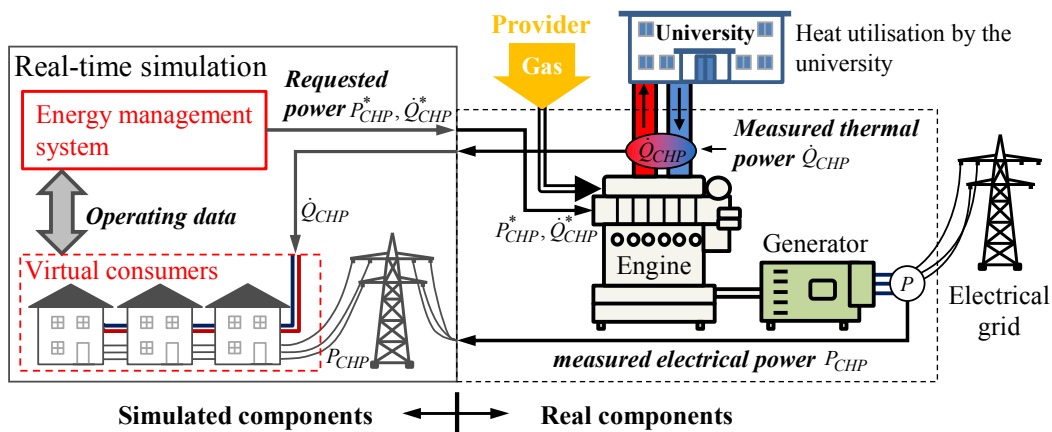 Provider
Gas
University
Heat utilisation by the
university
Real-time simulation
Requested
power P*CHP, Q̇*CHP
Energy management
system
Measured thermal
power Q̇CHP
Q̇CHP
Operating data
Q̇CHP
P*CHP, Q̇*CHP
Virtual consumers
Engine
Generator
P
Electrical
grid
PCHP
measured electrical power PCHP
Simulated components
Real components